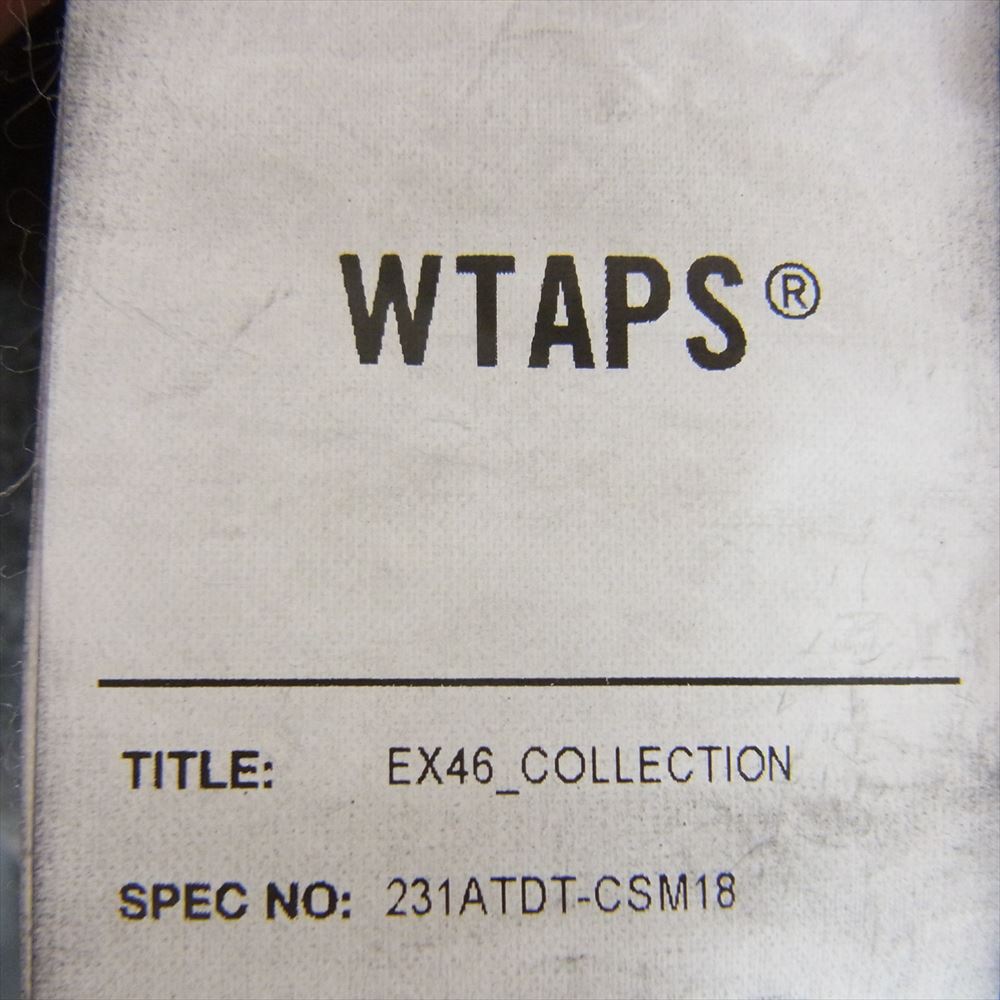 WTAPS®
TITLE: EX46_COLLECTION
SPEC NO: 231ATDT-CSM18